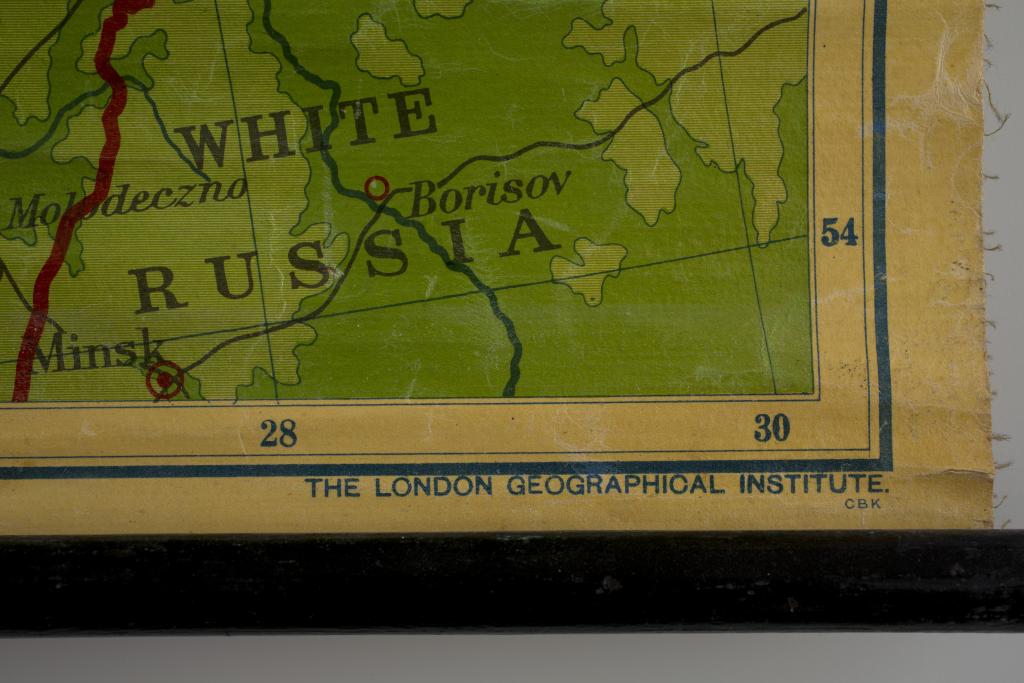 WHITE
Molodeczno
Borisov
RUSSIA
54
Minsk
28 30
THE LONDON GEOGRAPHICAL INSTITUTE.
CBK